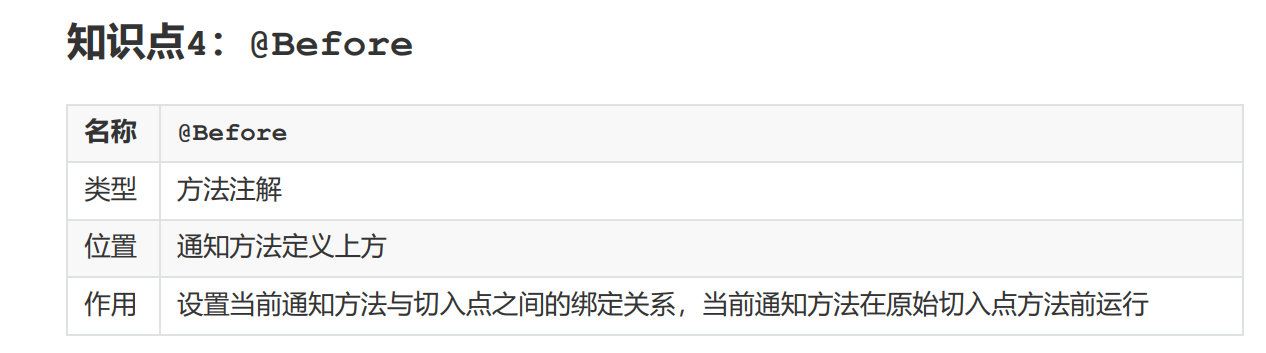 知识点4：@Before
名称 @Before
类型 方法注解
位置 通知方法定义上方
作用 设置当前通知方法与切入点之间的绑定关系，当前通知方法在原始切入点方法前运行